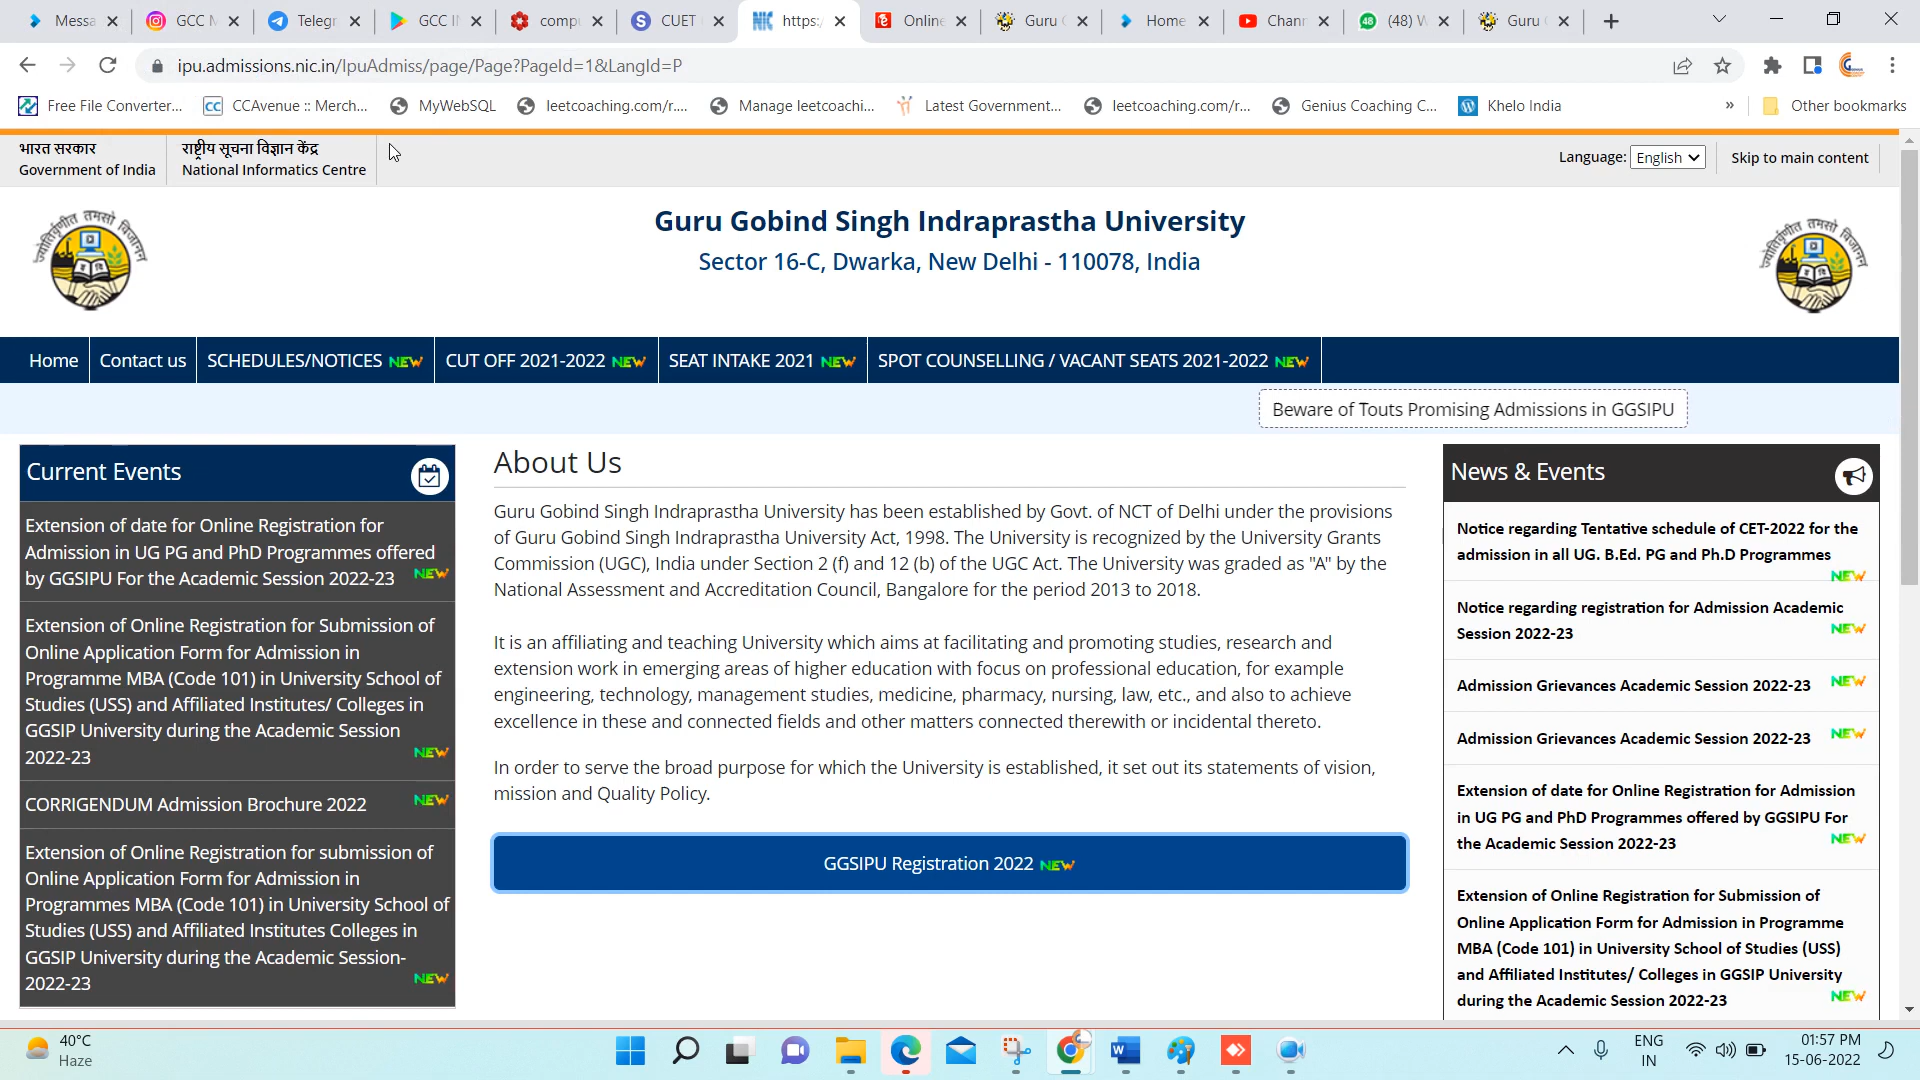 Messa
GCC M
Telegr
GCC II
compu
CUET
https:
Online
Guru
Home
Chann
(48) W
Guru
ipu.admissions.nic.in/IpuAdmiss/page/Page?PageId=1&LangId=P
Free File Converter...
CC CCAvenue :: Merch...
MyWebSQL
leetcoaching.com/r....
Manage leetcoachi...
Latest Government...
leetcoaching.com/r...
Genius Coaching C...
Khelo India
»
Other bookmarks
भारत सरकार
Government of India
राष्ट्रीय सूचना विज्ञान केंद्र
National Informatics Centre
Language: English
Skip to main content
Guru Gobind Singh Indraprastha University
Sector 16-C, Dwarka, New Delhi - 110078, India
Home
Contact us
SCHEDULES/NOTICES NEW
CUT OFF 2021-2022 NEW
SEAT INTAKE 2021 NEW
SPOT COUNSELLING / VACANT SEATS 2021-2022 NEW
Beware of Touts Promising Admissions in GGSIPU
Current Events
Extension of date for Online Registration for
Admission in UG PG and PhD Programmes offered
by GGSIPU For the Academic Session 2022-23 NEW
Extension of Online Registration for Submission of
Online Application Form for Admission in
Programme MBA (Code 101) in University School of
Studies (USS) and Affiliated Institutes/ Colleges in
GGSIP University during the Academic Session
2022-23 NEW
CORRIGENDUM Admission Brochure 2022 NEW
Extension of Online Registration for submission of
Online Application Form for Admission in
Programmes MBA (Code 101) in University School of
Studies (USS) and Affiliated Institutes Colleges in
GGSIP University during the Academic Session-
2022-23 NEW
About Us
Guru Gobind Singh Indraprastha University has been established by Govt. of NCT of Delhi under the provisions
of Guru Gobind Singh Indraprastha University Act, 1998. The University is recognized by the University Grants
Commission (UGC), India under Section 2 (f) and 12 (b) of the UGC Act. The University was graded as "A" by the
National Assessment and Accreditation Council, Bangalore for the period 2013 to 2018.
It is an affiliating and teaching University which aims at facilitating and promoting studies, research and
extension work in emerging areas of higher education with focus on professional education, for example
engineering, technology, management studies, medicine, pharmacy, nursing, law, etc., and also to achieve
excellence in these and connected fields and other matters connected therewith or incidental thereto.
In order to serve the broad purpose for which the University is established, it set out its statements of vision,
mission and Quality Policy.
GGSIPU Registration 2022 NEW
News & Events
Notice regarding Tentative schedule of CET-2022 for the
admission in all UG. B.Ed. PG and Ph.D Programmes
NEW
Notice regarding registration for Admission Academic
Session 2022-23 NEW
Admission Grievances Academic Session 2022-23 NEW
Admission Grievances Academic Session 2022-23 NEW
Extension of date for Online Registration for Admission
in UG PG and PhD Programmes offered by GGSIPU For
the Academic Session 2022-23 NEW
Extension of Online Registration for Submission of
Online Application Form for Admission in Programme
MBA (Code 101) in University School of Studies (USS)
and Affiliated Institutes/ Colleges in GGSIP University
during the Academic Session 2022-23 NEW
40°C
Haze
ENG
IN
01:57 PM
15-06-2022